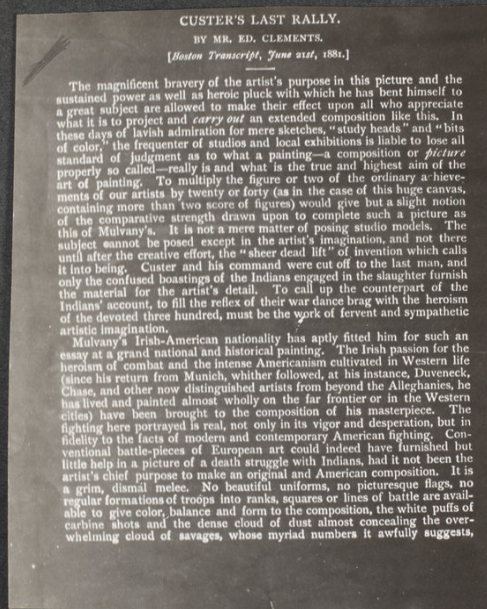 CUSTER'S LAST RALLY.
BY MR. ED. CLEMENTS.
[Boston Transcript, June 21st, 1881.]
The magnificent bravery of the artist's purpose in this picture and the
sustained power as well as heroic pluck with which he has bent himself to
a great subject are allowed to make their effect upon all who appreciate
what it is to project and carry out an extended composition like this. In
these days of lavish admiration for mere sketches, "study heads" and "bits
of color," the frequenter of studios and local exhibitions is liable to lose all
standard of judgment as to what a painting—a composition or picture
properly so called—really is and what is the true and highest aim of the
art of painting. To multiply the figure or two of the ordinary achieve-
ments of our artists by twenty or forty (as in the case of this huge canvas,
containing more than two score of figures) would give but a slight notion
of the comparative strength drawn upon to complete such a picture as
this of Mulvany's. It is not a mere matter of posing studio models. The
subject cannot be posed except in the artist's imagination, and not there
until after the creative effort, the "sheer dead lift" of invention which calls
it into being. Custer and his command were cut off to the last man, and
only the confused boastings of the Indians engaged in the slaughter furnish
the material for the artist's detail. To call up the counterpart of the
Indians' account, to fill the reflex of their war dance brag with the heroism
of the devoted three hundred, must be the work of fervent and sympathetic
artistic imagination.
Mulvany's Irish-American nationality has aptly fitted him for such an
essay at a grand national and historical painting. The Irish passion for the
heroism of combat and the intense Americanism cultivated in Western life
(since his return from Munich, whither followed, at his instance, Duveneck,
Chase, and other now distinguished artists from beyond the Alleghanies, he
has lived and painted almost wholly on the far frontier or in the Western
cities) have been brought to the composition of his masterpiece. The
fighting here portrayed is real, not only in its vigor and desperation, but in
fidelity to the facts of modern and contemporary American fighting. Con-
ventional battle-pieces of European art could indeed have furnished but
little help in a picture of a death struggle with Indians, had it not been the
artist's chief purpose to make an original and American composition. It is
a grim, dismal melee. No beautiful uniforms, no picturesque flags, no
regular formations of troops into ranks, squares or lines of battle are avail-
able to give color, balance and form to the composition, the white puffs of
carbine shots and the dense cloud of dust almost concealing the over-
whelming cloud of savages, whose myriad numbers it awfully suggests,